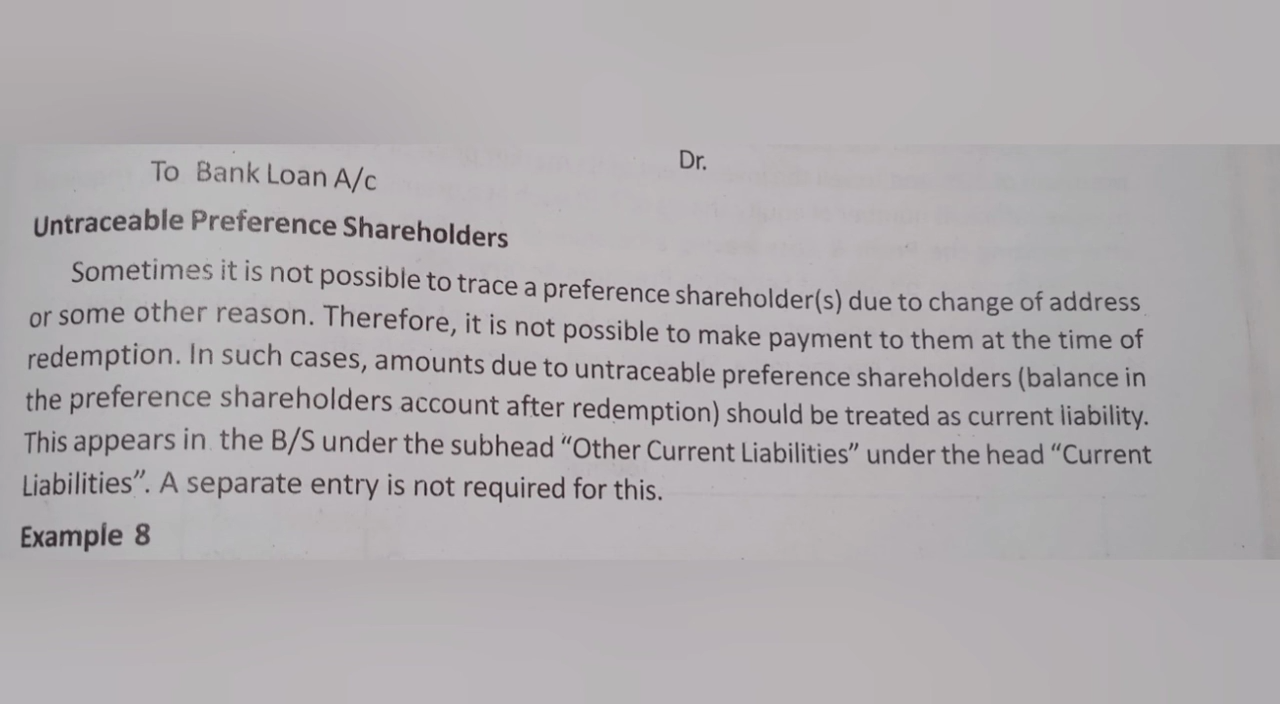 Dr.
To Bank Loan A/c
Untraceable Preference Shareholders
Sometimes it is not possible to trace a preference shareholder(s) due to change of address
or some other reason. Therefore, it is not possible to make payment to them at the time of
redemption. In such cases, amounts due to untraceable preference shareholders (balance in
the preference shareholders account after redemption) should be treated as current liability.
This appears in the B/S under the subhead “Other Current Liabilities” under the head “Current
Liabilities”. A separate entry is not required for this.
Example 8